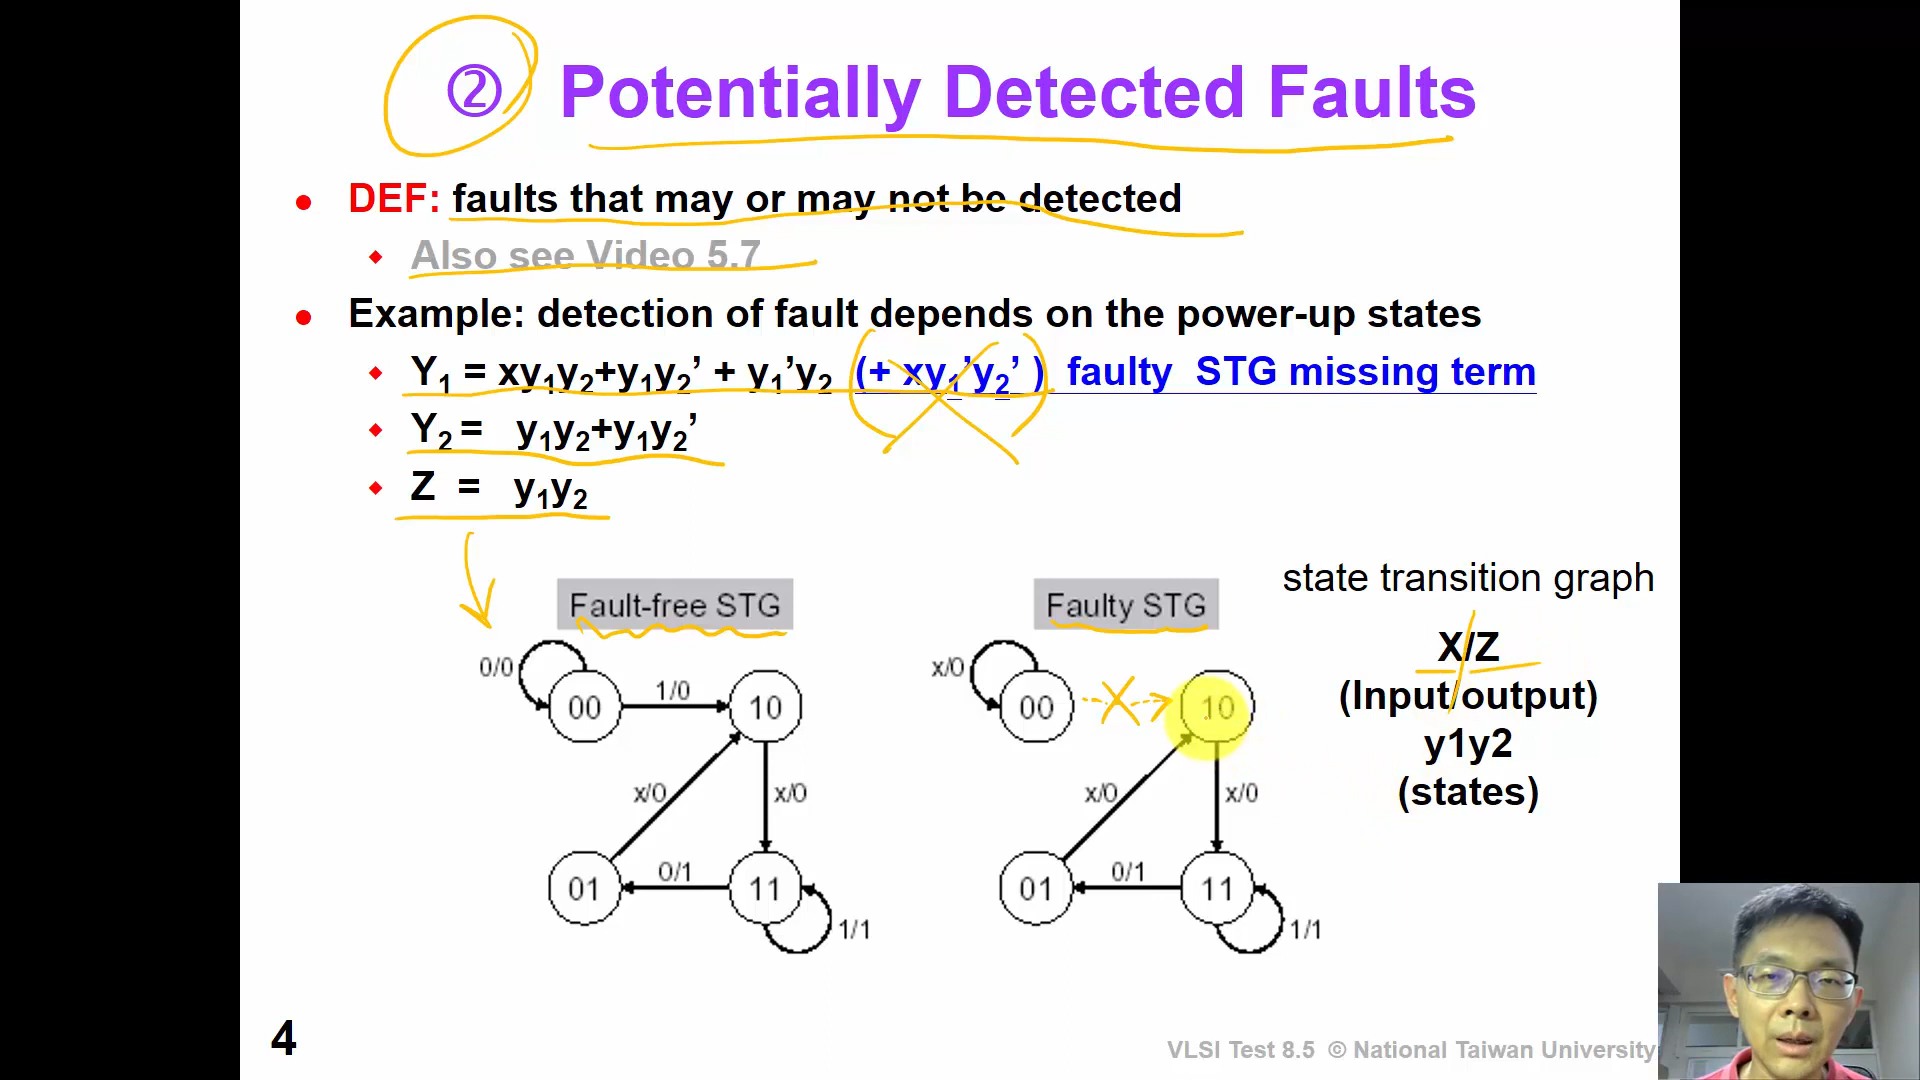 ② Potentially Detected Faults
• DEF: faults that may or may not be detected
◆ Also see Video 5.7
• Example: detection of fault depends on the power-up states
◆ Y1 = xy1y2+y1y2’ + y1’y2 (+ xy1’y2’ ) faulty STG missing term
◆ Y2 = y1y2+y1y2’
◆ Z = y1y2
Fault-free STG
0/0
00
1/0
10
x/0
x/0
01
0/1
11
1/1
Faulty STG
x/0
00
10
x/0
x/0
01
0/1
11
1/1
state transition graph
X/Z
(Input/output)
y1y2
(states)
4
VLSI Test 8.5 © National Taiwan University